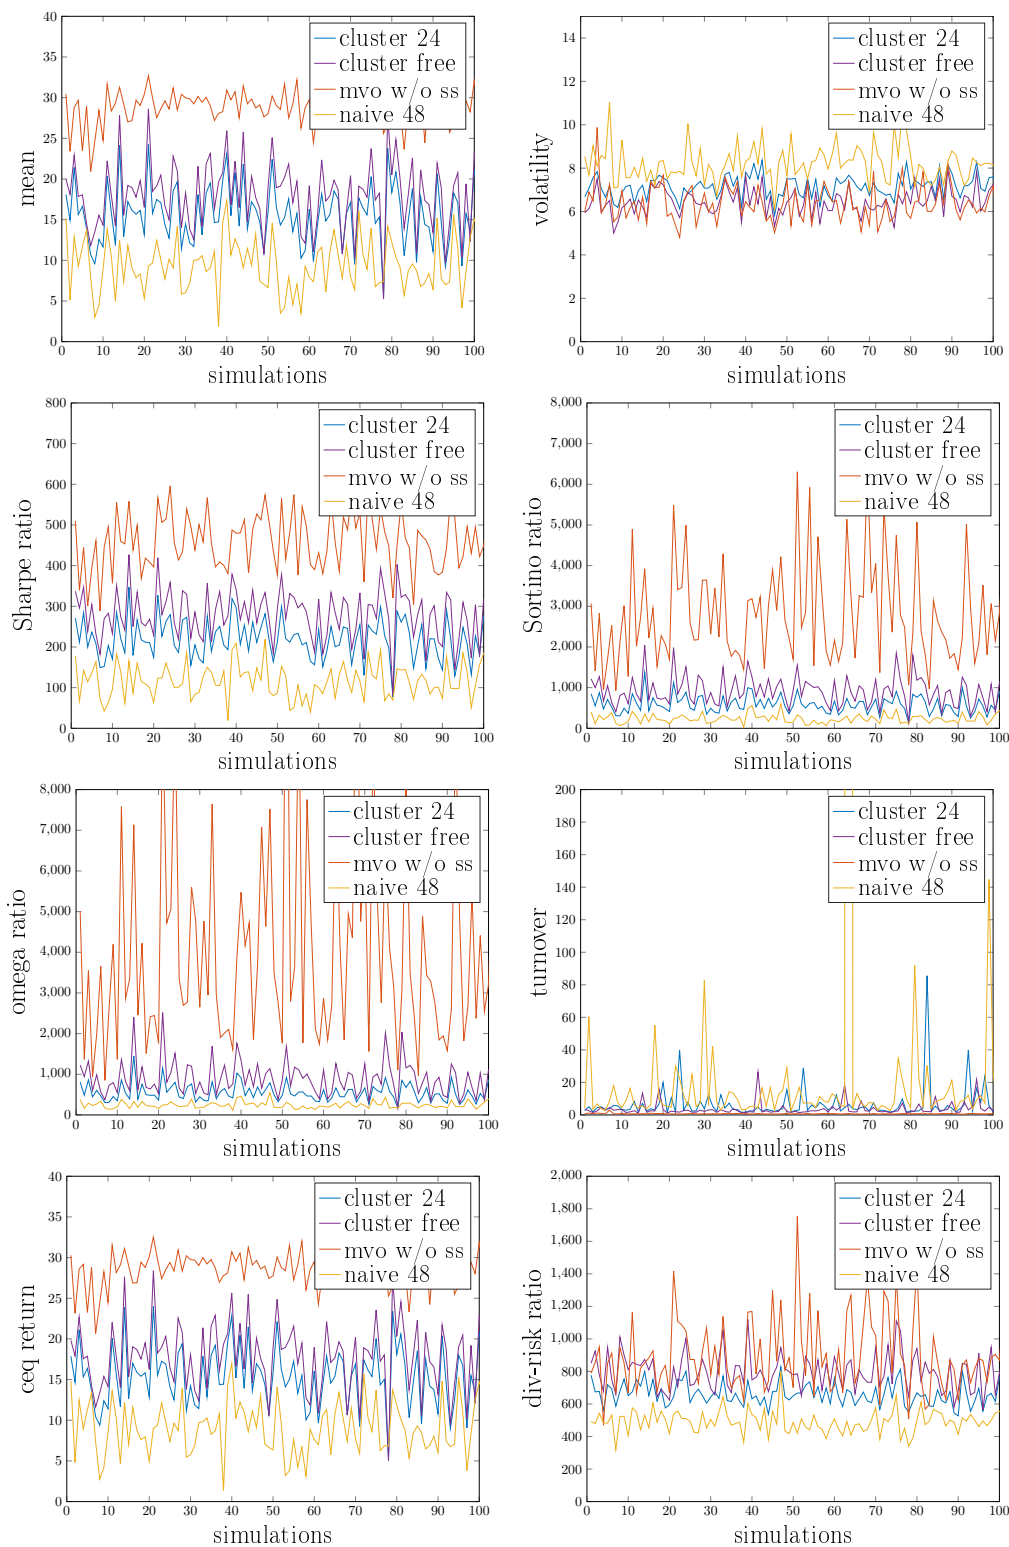 40
35
30
25
20
15
10
5
0
mean
0 10 20 30 40 50 60 70 80 90 100
simulations
cluster 24
cluster free
mvo w/o ss
naive 48
14
12
10
8
6
4
2
0
volatility
0 10 20 30 40 50 60 70 80 90 100
simulations
cluster 24
cluster free
mvo w/o ss
naive 48
800
700
600
500
400
300
200
100
0
Sharpe ratio
0 10 20 30 40 50 60 70 80 90 100
simulations
cluster 24
cluster free
mvo w/o ss
naive 48
8,000
7,000
6,000
5,000
4,000
3,000
2,000
1,000
0
Sortino ratio
0 10 20 30 40 50 60 70 80 90 100
simulations
cluster 24
cluster free
mvo w/o ss
naive 48
8,000
7,000
6,000
5,000
4,000
3,000
2,000
1,000
0
omega ratio
0 10 20 30 40 50 60 70 80 90 100
simulations
cluster 24
cluster free
mvo w/o ss
naive 48
200
180
160
140
120
100
80
60
40
20
0
turnover
0 10 20 30 40 50 60 70 80 90 100
simulations
cluster 24
cluster free
mvo w/o ss
naive 48
40
35
30
25
20
15
10
5
0
ceq return
0 10 20 30 40 50 60 70 80 90 100
simulations
cluster 24
cluster free
mvo w/o ss
naive 48
2,000
1,800
1,600
1,400
1,200
1,000
800
600
400
200
0
div-risk ratio
0 10 20 30 40 50 60 70 80 90 100
simulations
cluster 24
cluster free
mvo w/o ss
naive 48